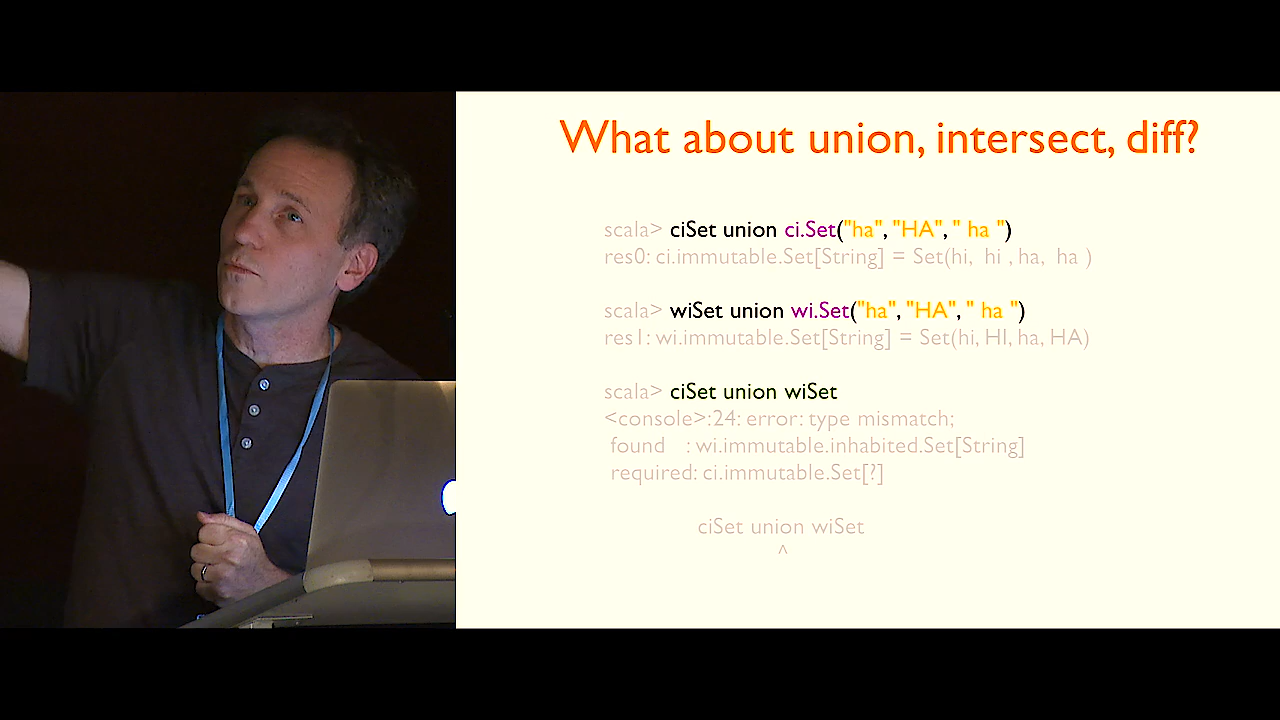 What about union, intersect, diff?
scala> ciSet union ci.Set("ha", "HA", " ha ")
res0: ci.immutable.Set[String] = Set(hi,  hi , ha,  ha )
scala> wiSet union wi.Set("ha", "HA", " ha ")
res1: wi.immutable.Set[String] = Set(hi, HI, ha, HA)
scala> ciSet union wiSet
<console>:24: error: type mismatch;
 found   : wi.immutable.inhabited.Set[String]
 required: ci.immutable.Set[?]
ciSet union wiSet
^